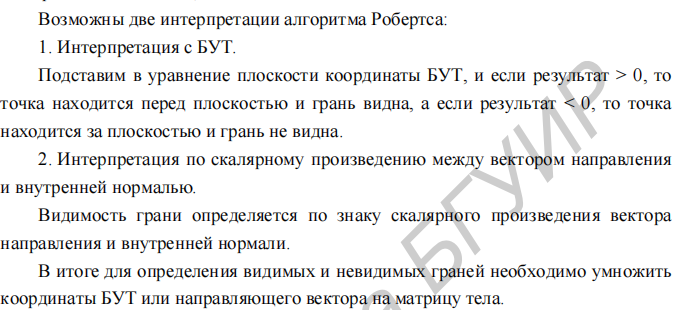 Возможны две интерпретации алгоритма Робертса:
1. Интерпретация с БУТ.
Подставим в уравнение плоскости координаты БУТ, и если результат > 0, то
точка находится перед плоскостью и грань видна, а если результат < 0, то точка
находится за плоскостью и грань не видна.
2. Интерпретация по скалярному произведению между вектором направления
и внутренней нормалью.
Видимость грани определяется по знаку скалярного произведения вектора
направления и внутренней нормали.
В итоге для определения видимых и невидимых граней необходимо умножить
координаты БУТ или направляющего вектора на матрицу тела.
БГУИР